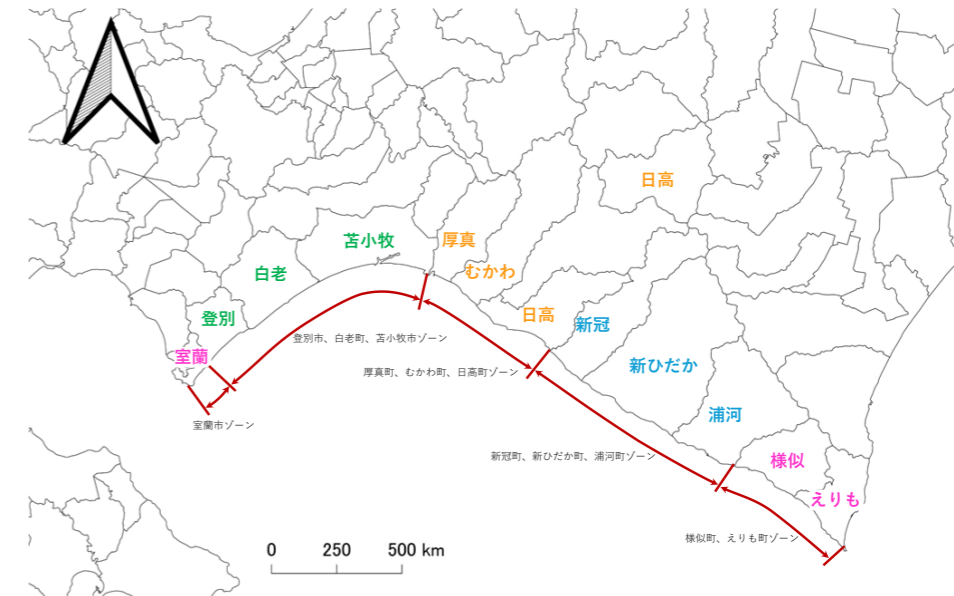 日高
苫小牧
厚真
むかわ
白老
登別
日高
新冠
室蘭
登別市、白老町、苫小牧市ゾーン
新ひだか
厚真町、むかわ町、日高町ゾーン
浦河
室蘭市ゾーン
新冠町、新ひだか町、浦河町ゾーン
様似
えりも
様似町、えりも町ゾーン
0 250 500 km